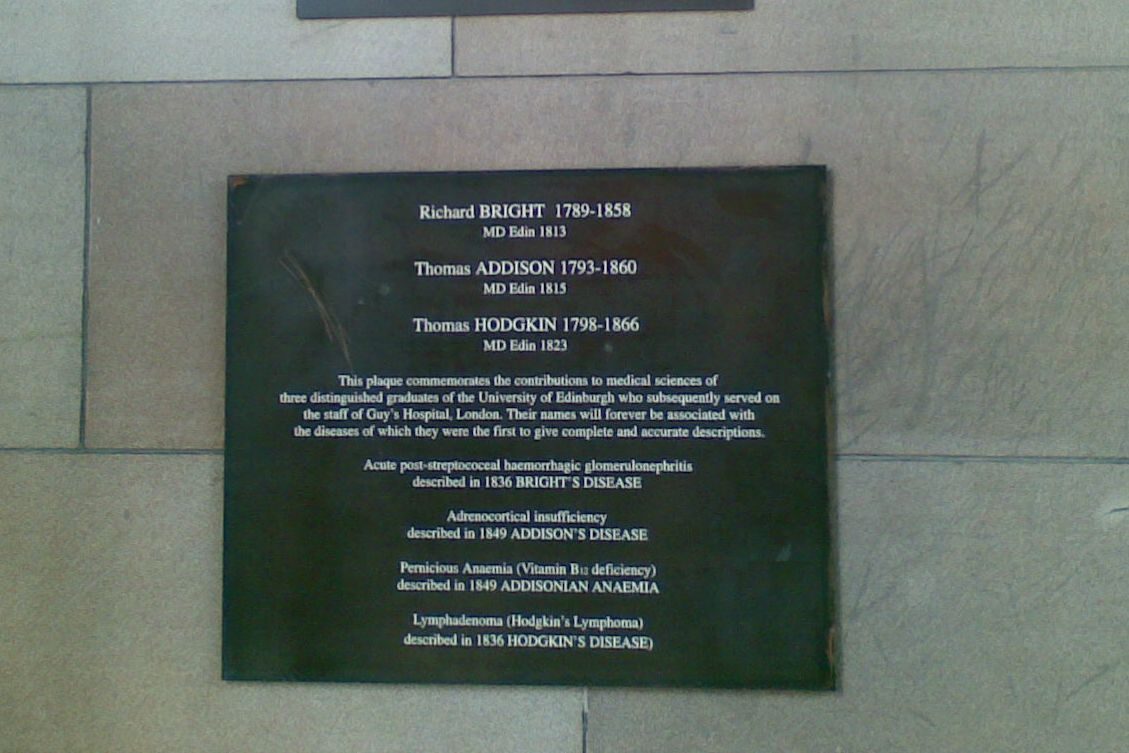 Richard BRIGHT 1789-1858
MD Edin 1813
Thomas ADDISON 1793-1860
MD Edin 1815
Thomas HODGKIN 1798-1866
MD Edin 1823
This plaque commemorates the contributions to medical sciences of
three distinguished graduates of the University of Edinburgh who subsequently served on
the staff of Guy's Hospital, London. Their names will forever be associated with
the diseases of which they were the first to give complete and accurate descriptions.
Acute post-streptococeal haemorrhagic glomerulonephritis
described in 1836 BRIGHT'S DISEASE
Adrenocortical insufficiency
described in 1849 ADDISON'S DISEASE
Pernicious Anaemia (Vitamin B12 deficiency)
described in 1849 ADDISONIAN ANAEMIA
Lymphadenoma (Hodgkin's Lymphoma)
described in 1836 HODGKIN'S DISEASE)